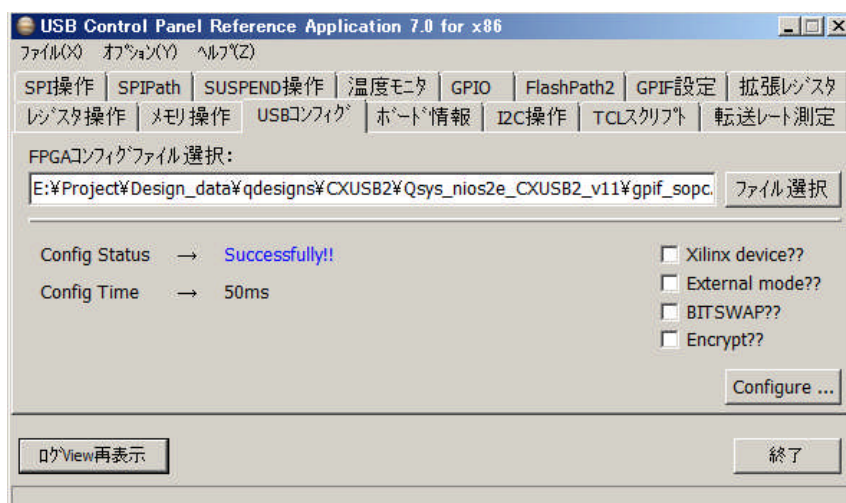 USB Control Panel Reference Application 7.0 for x86
ファイル(X) オプション(Y) ヘルプ(Z)
SPI操作 SPIPath SUSPEND操作 温度モニタ GPIO FlashPath2 GPIF設定 拡張レジスタ
レジスタ操作 メモリ操作 USBコンフィグ ボード情報 I2C操作 TCLスクリプト 転送レート測定
FPGAコンフィグファイル選択:
E:¥Project¥Design_data¥qdesigns¥CXUSB2¥Qsys_nios2e_CXUSB2_v11¥gpif_sopc. ファイル選択
Config Status → Successfully!!
Xilinx device??
Config Time → 50ms
External mode??
BITSWAP??
Encrypt??
Configure ...
ログView再表示 終了